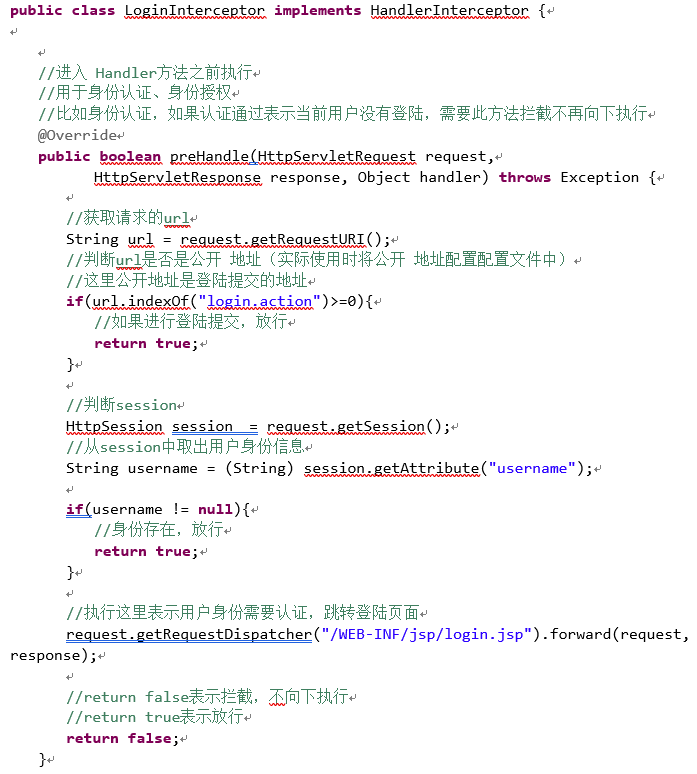 public class LoginInterceptor implements HandlerInterceptor {
//进入 Handler方法之前执行
//用于身份认证、身份授权
//比如身份认证，如果认证通过表示当前用户没有登陆，需要此方法拦截不再向下执行
@Override
public boolean preHandle(HttpServletRequest request,
HttpServletResponse response, Object handler) throws Exception {
//获取请求的url
String url = request.getRequestURI();
//判断url是否是公开 地址（实际使用时将公开 地址配置配置文件中）
//这里公开地址是登陆提交的地址
if(url.indexOf("login.action")>=0){
//如果进行登陆提交，放行
return true;
}
//判断session
HttpSession session  = request.getSession();
//从session中取出用户身份信息
String username = (String) session.getAttribute("username");
if(username != null){
//身份存在，放行
return true;
}
//执行这里表示用户身份需要认证，跳转登陆页面
request.getRequestDispatcher("/WEB-INF/jsp/login.jsp").forward(request,
response);
//return false表示拦截，不向下执行
//return true表示放行
return false;
}